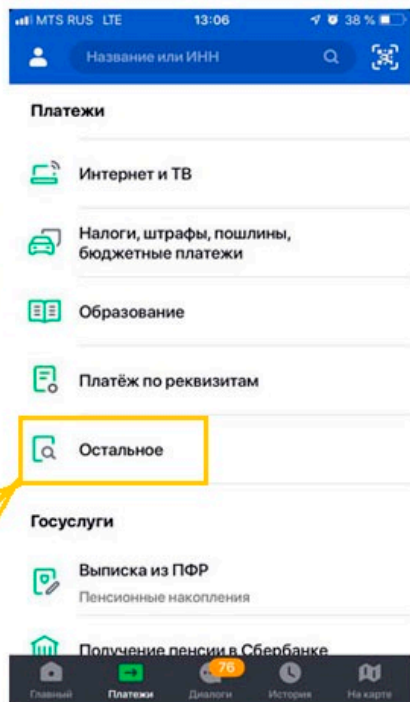 MTS RUS LTE 13:06 38 %
Название или ИНН
Платежи
Интернет и ТВ
Налоги, штрафы, пошлины,
бюджетные платежи
Образование
Платёж по реквизитам
Остальное
Госуслуги
Выписка из ПФР
Пенсионные накопления
Получение пенсии в Сбербанке
76
Главный Платежи Диалоги История На карте